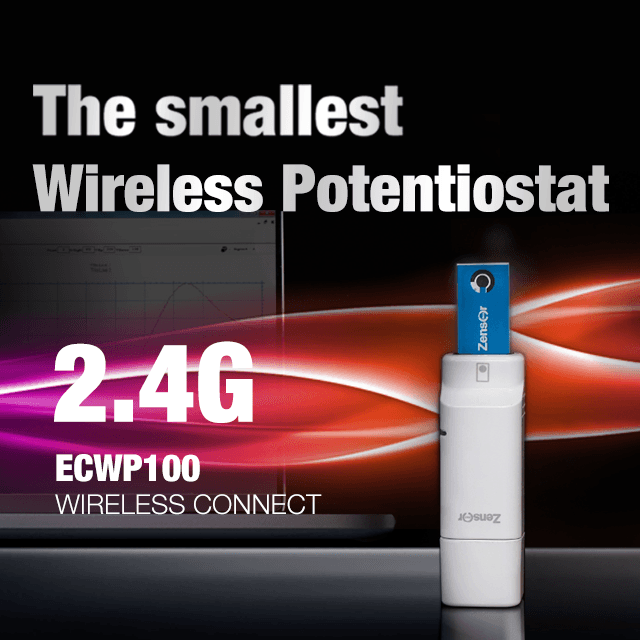 The smallest
Wireless Potentiostat
2.4G
ECWP100
WIRELESS CONNECT
Zensor
Zensor